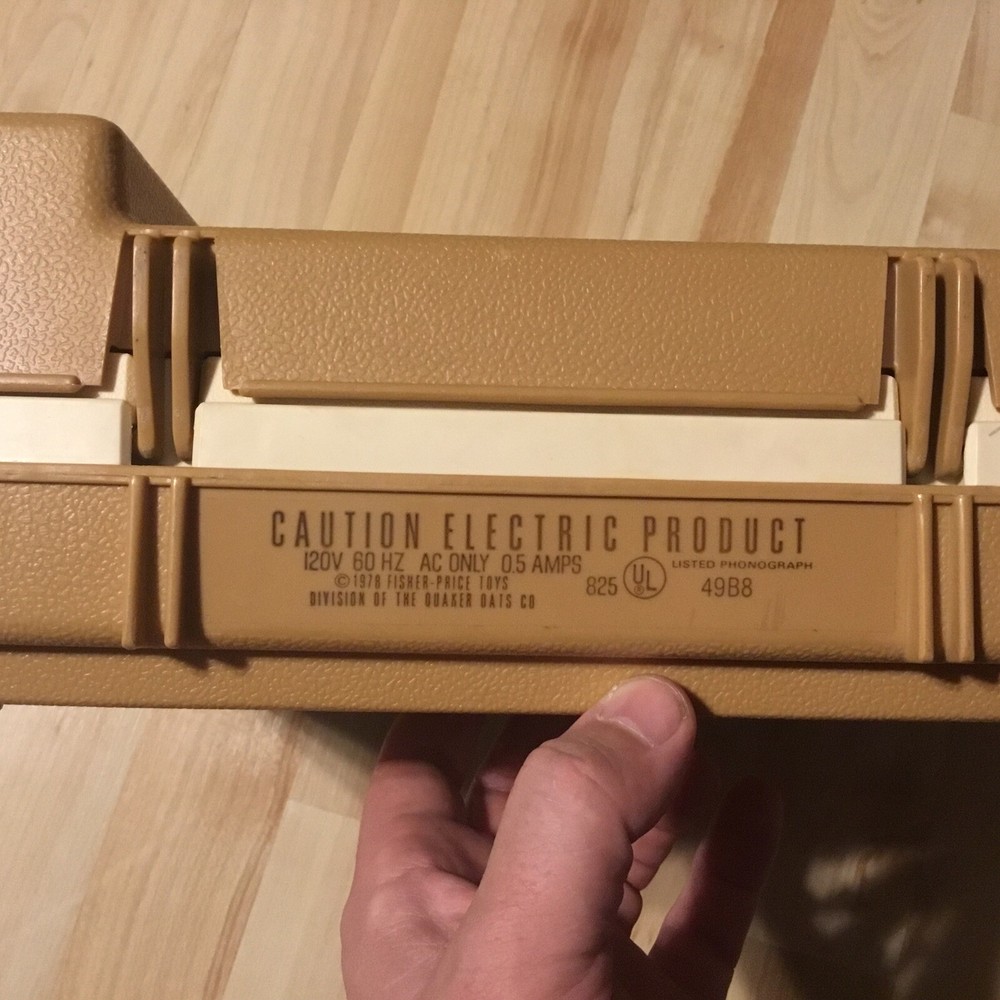 CAUTION ELECTRIC PRODUCT
120V 60 HZ AC ONLY 0.5 AMPS
©1978 FISHER-PRICE TOYS
DIVISION OF THE QUAKER OATS CO
825 UL LISTED PHONOGRAPH
49B8